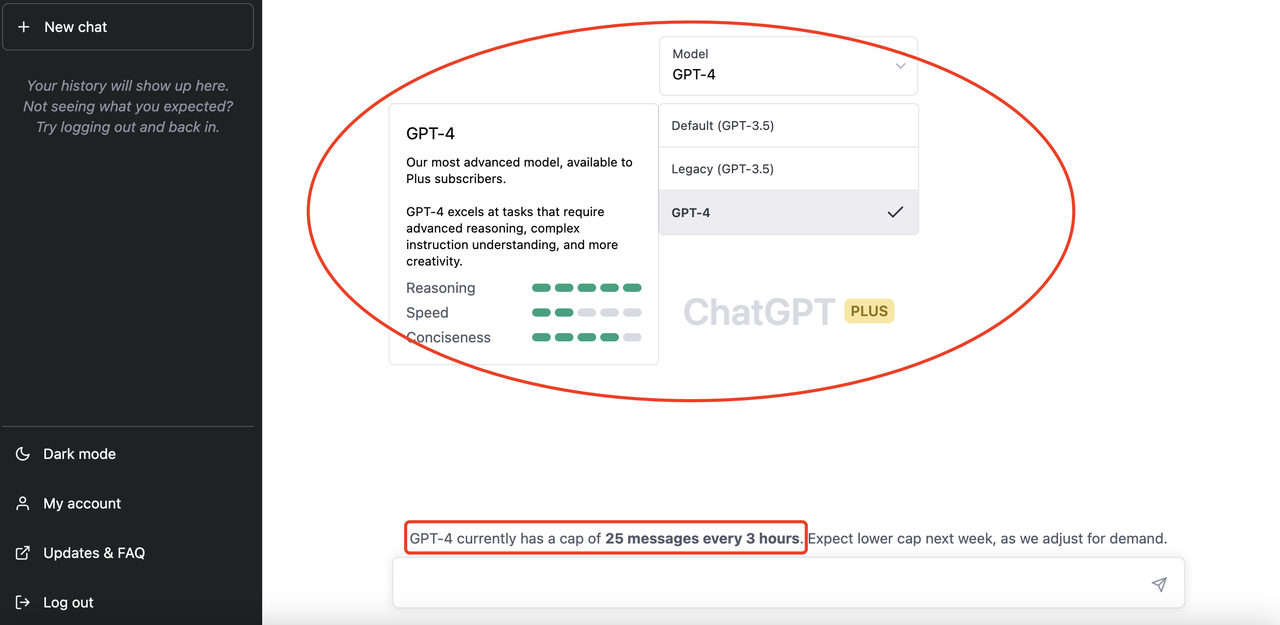 New chat
Your history will show up here.
Not seeing what you expected?
Try logging out and back in.
Dark mode
My account
Updates & FAQ
Log out
Model
GPT-4
Default (GPT-3.5)
Legacy (GPT-3.5)
GPT-4
GPT-4
Our most advanced model, available to
Plus subscribers.
GPT-4 excels at tasks that require
advanced reasoning, complex
instruction understanding, and more
creativity.
Reasoning
Speed
Conciseness
ChatGPT PLUS
GPT-4 currently has a cap of 25 messages every 3 hours. Expect lower cap next week, as we adjust for demand.